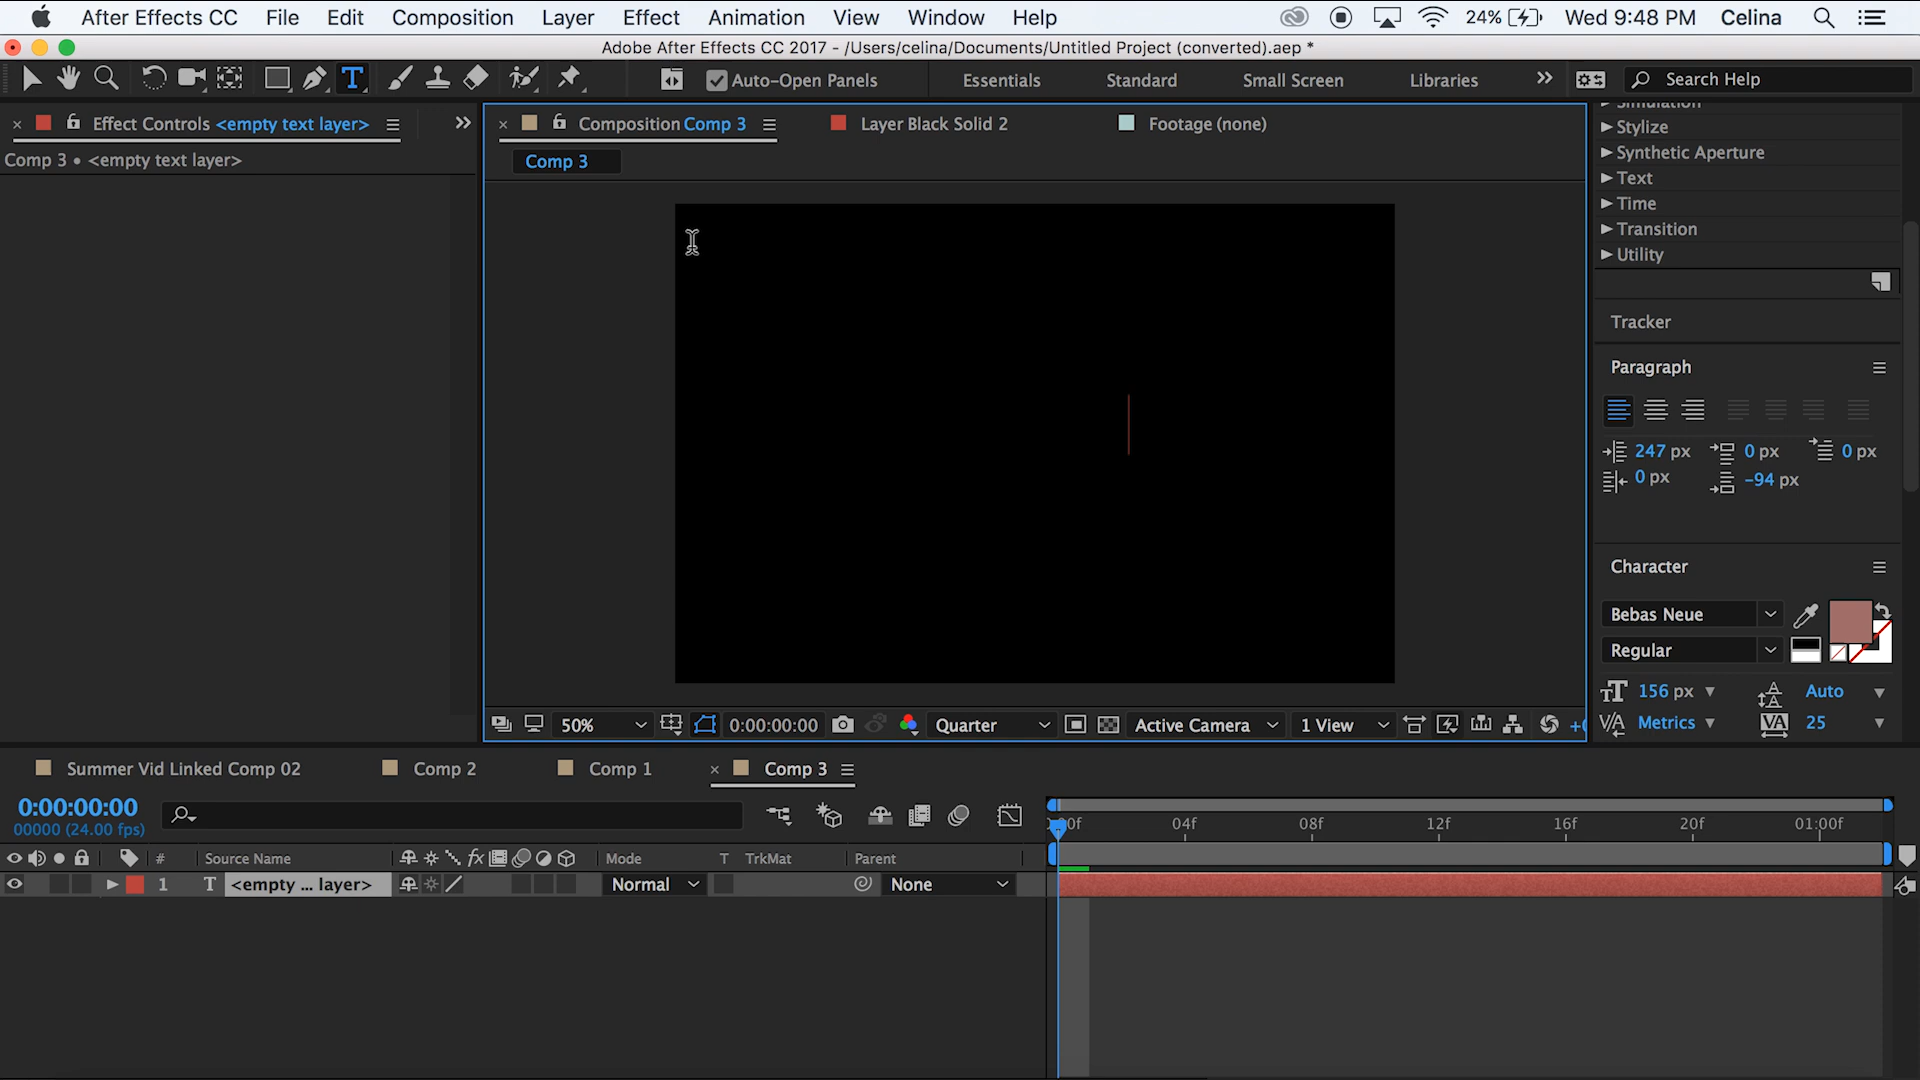 After Effects CC File Edit Composition Layer Effect Animation View Window Help 24% Wed 9:48 PM Celina
Adobe After Effects CC 2017 - /Users/celina/Documents/Untitled Project (converted).aep *
T Auto-Open Panels Essentials Standard Small Screen Libraries Search Help
Effect Controls <empty text layer>
Comp 3 • <empty text layer>
Composition Comp 3
Layer Black Solid 2
Footage (none)
Comp 3
Simulation
Stylize
Synthetic Aperture
Text
Time
Transition
Utility
Tracker
Paragraph
247 px 0 px 0 px
0 px -94 px
Character
Bebas Neue
Regular
156 px Auto
Metrics 25
50% 0:00:00:00 Quarter Active Camera 1 View
Summer Vid Linked Comp 02 Comp 2 Comp 1 Comp 3
0:00:00:00
00000 (24.00 fps)
04f 08f 12f 16f 20f 01:00f
# Source Name fx Mode T TrkMat Parent
1 T <empty ... layer> Normal None